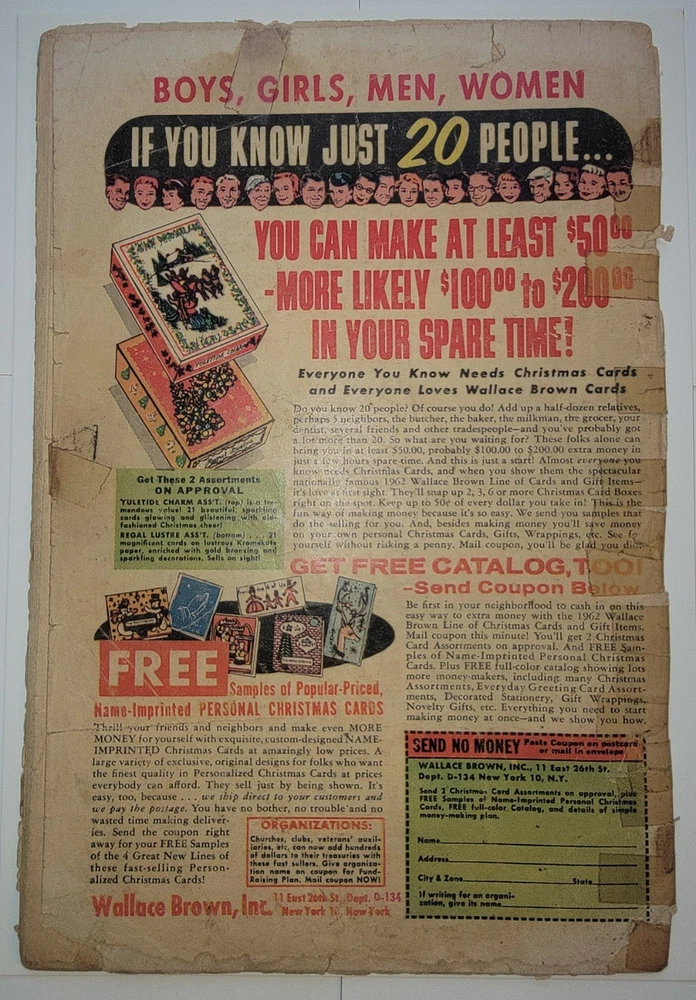 BOYS, GIRLS, MEN, WOMEN
IF YOU KNOW JUST 20 PEOPLE...
YOU CAN MAKE AT LEAST $50⁰⁰
-MORE LIKELY $100⁰⁰ to $200⁰⁰
IN YOUR SPARE TIME!
Everyone You Know Needs Christmas Cards
and Everyone Loves Wallace Brown Cards
Do you know 20 people? Of course you do! Add up a half-dozen relatives,
perhaps 5 neighbors, the butcher, the baker, the milkman, the grocer, your
dentist, several friends and other tradespeople—and you've probably got
a lot more than 20. So what are you waiting for? These folks alone can
bring you in at least $50.00, probably $100.00 to $200.00 extra money in
just a few hours spare time. And this is just a start! Almost everyone you
know needs Christmas Cards, and when you show them the spectacular
nationally famous 1962 Wallace Brown Line of Cards and Gift Items—
it's love at first sight. They'll snap up 2, 3, 6 or more Christmas Card Boxes
right on the spot. Keep up to 50¢ of every dollar you take in! This is the
fun way of making money because it's so easy. We send you samples that
do the selling for you. And, besides making money you'll save money
on your own personal Christmas Cards, Gifts, Wrappings, etc. See for
yourself without risking a penny. Mail coupon, you'll be glad you did.
YULETIDE CHARM
Get These 2 Assortments
ON APPROVAL
YULETIDE CHARM ASS'T. (top) Is a tre-
mendous value! 21 beautiful, sparkling
cards glowing and glistening with old-
fashioned Christmas cheer!
REGAL LUSTRE ASS'T. (bottom) . . . 21
magnificent cards on lustrous Kromekote
paper, enriched with gold bronzing and
sparkling decorations. Sells on sight!
GET FREE CATALOG, TOO!
-Send Coupon Below
Be first in your neighborhood to cash in on this
easy way to extra money with the 1962 Wallace
Brown Line of Christmas Cards and Gift Items.
Mail coupon this minute! You'll get 2 Christmas
Card Assortments on approval. And FREE Sam-
ples of Name-Imprinted Personal Christmas
Cards. Plus FREE full-color catalog showing lots
more money-makers, including many Christmas
Assortments, Everyday Greeting Card Assort-
ments, Decorated Stationery, Gift Wrappings,
Novelty Gifts, etc. Everything you need to start
making money at once—and we show you how.
FREE
Samples of Popular-Priced,
Name-Imprinted PERSONAL CHRISTMAS CARDS
Thrill your friends and neighbors and make even MORE
MONEY for yourself with exquisite, custom-designed NAME-
IMPRINTED Christmas Cards at amazingly low prices. A
large variety of exclusive, original designs for folks who want
the finest quality in Personalized Christmas Cards at prices
everybody can afford. They sell just by being shown. It's
easy, too, because . . . we ship direct to your customers and
we pay the postage. You have no bother, no trouble and no
wasted time making deliver-
ies. Send the coupon right
away for your FREE Samples
of the 4 Great New Lines of
these fast-selling Person-
alized Christmas Cards!
ORGANIZATIONS:
Churches, clubs, veterans' auxil-
iaries, etc. can now add hundreds
of dollars to their treasuries with
these fast sellers. Give organiza-
tion name on coupon for Fund-
Raising Plan. Mail coupon NOW!
Wallace Brown, Inc. 11 East 26th St., Dept. D-134
New York 10, New York
SEND NO MONEY Paste Coupon on postcard
or mail in envelope
WALLACE BROWN, INC., 11 East 26th St.
Dept. D-134 New York 10, N.Y.
Send 2 Christmas Card Assortments on approval, plus
FREE Samples of Name-Imprinted Personal Christmas
Cards, FREE full-color Catalog, and details of simple
money-making plan.
Name
Address
City & Zone State
If writing for an organi-
zation, give its name